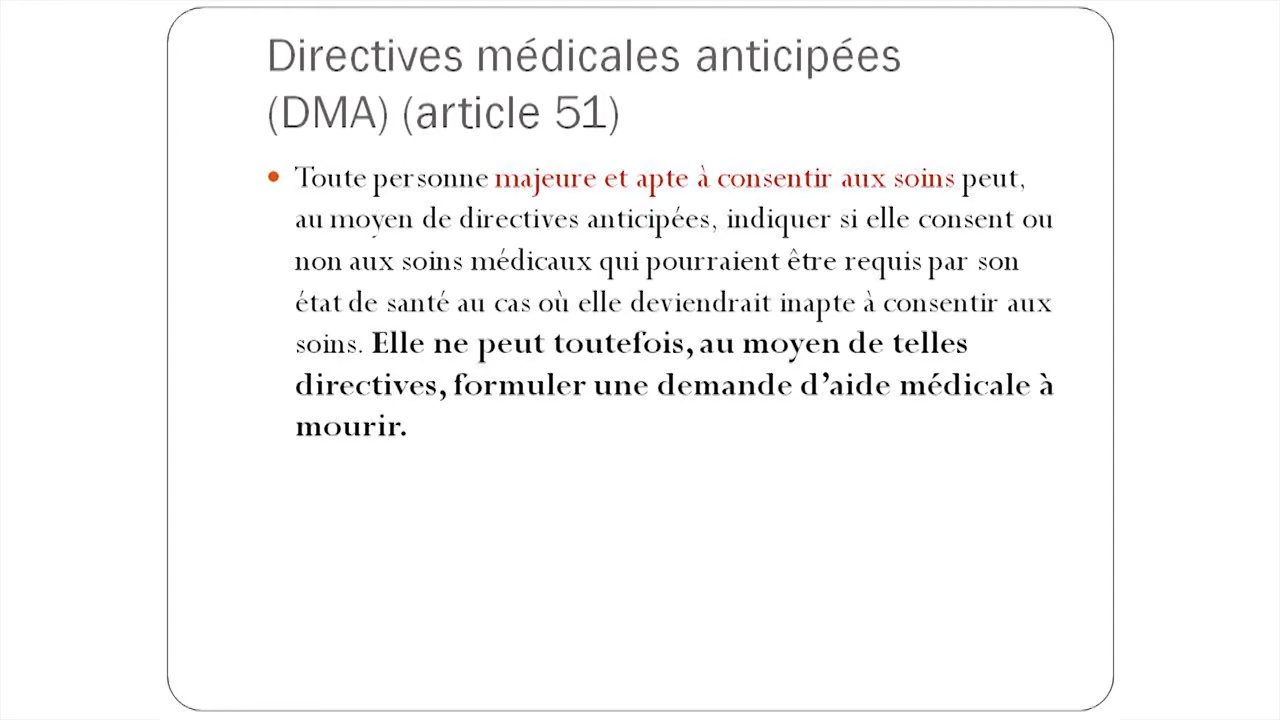 Directives médicales anticipées
(DMA) (article 51)
• Toute personne majeure et apte à consentir aux soins peut,
au moyen de directives anticipées, indiquer si elle consent ou
non aux soins médicaux qui pourraient être requis par son
état de santé au cas où elle deviendrait inapte à consentir aux
soins. Elle ne peut toutefois, au moyen de telles
directives, formuler une demande d’aide médicale à
mourir.